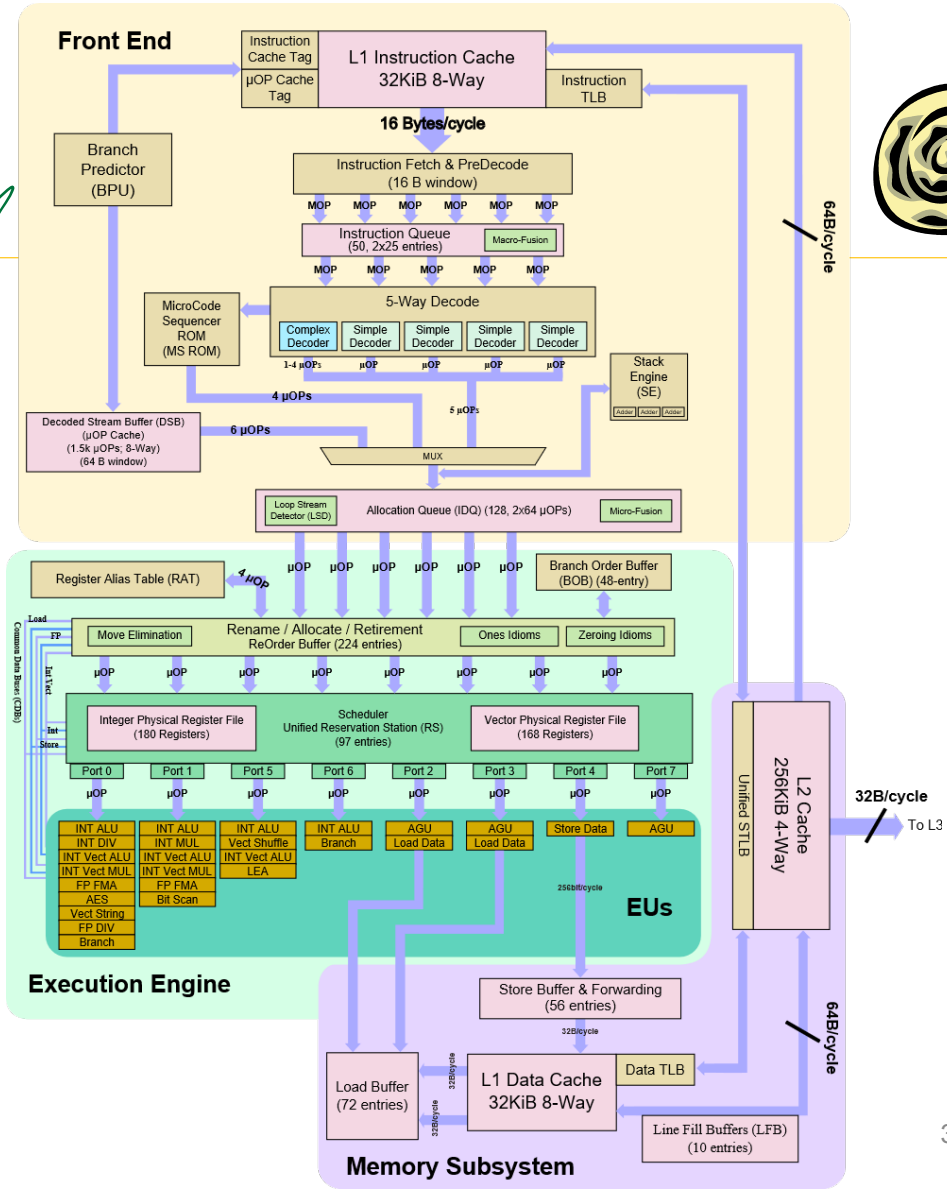 Front End
Instruction
Cache Tag
µOP Cache
Tag
L1 Instruction Cache
32KiB 8-Way
Instruction
TLB
16 Bytes/cycle
Branch
Predictor
(BPU)
Instruction Fetch & PreDecode
(16 B window)
MOP MOP MOP MOP MOP MOP
Instruction Queue
(50, 2x25 entries)
Macro-Fusion
64B/cycle
MOP MOP MOP MOP MOP
5-Way Decode
MicroCode
Sequencer
ROM
(MS ROM)
Complex
Decoder
Simple
Decoder
Simple
Decoder
Simple
Decoder
Simple
Decoder
1-4 µOPs µOP µOP µOP µOP
Stack
Engine
(SE)
Adder Adder Adder
4 µOPs
5 µOPs
Decoded Stream Buffer (DSB)
(µOP Cache)
(1.5k µOPs; 8-Way)
(64 B window)
6 µOPs
MUX
Loop Stream
Detector (LSD)
Allocation Queue (IDQ) (128, 2x64 µOPs)
Micro-Fusion
µOP µOP µOP µOP µOP µOP
Register Alias Table (RAT)
4 µOP
Branch Order Buffer
(BOB) (48-entry)
Load
FP
Common Data Buses (CDBs)
Int Vect
Int
Store
Move Elimination
Rename / Allocate / Retirement
ReOrder Buffer (224 entries)
Ones Idioms
Zeroing Idioms
µOP µOP µOP µOP µOP µOP µOP µOP
Integer Physical Register File
(180 Registers)
Scheduler
Unified Reservation Station (RS)
(97 entries)
Vector Physical Register File
(168 Registers)
Port 0 Port 1 Port 5 Port 6 Port 2 Port 3 Port 4 Port 7
µOP µOP µOP µOP µOP µOP µOP µOP
INT ALU
INT DIV
INT Vect ALU
INT Vect MUL
FP FMA
AES
Vect String
FP DIV
Branch
INT ALU
INT MUL
INT Vect ALU
INT Vect MUL
FP FMA
Bit Scan
INT ALU
Vect Shuffle
INT Vect ALU
LEA
INT ALU
Branch
AGU
Load Data
AGU
Load Data
Store Data
AGU
256bit/cycle
EUs
Execution Engine
Unified STLB
L2 Cache
256KiB 4-Way
32B/cycle
To L3
Store Buffer & Forwarding
(56 entries)
32B/cycle
64B/cycle
Load Buffer
(72 entries)
32B/cycle
32B/cycle
L1 Data Cache
32KiB 8-Way
Data TLB
Line Fill Buffers (LFB)
(10 entries)
Memory Subsystem